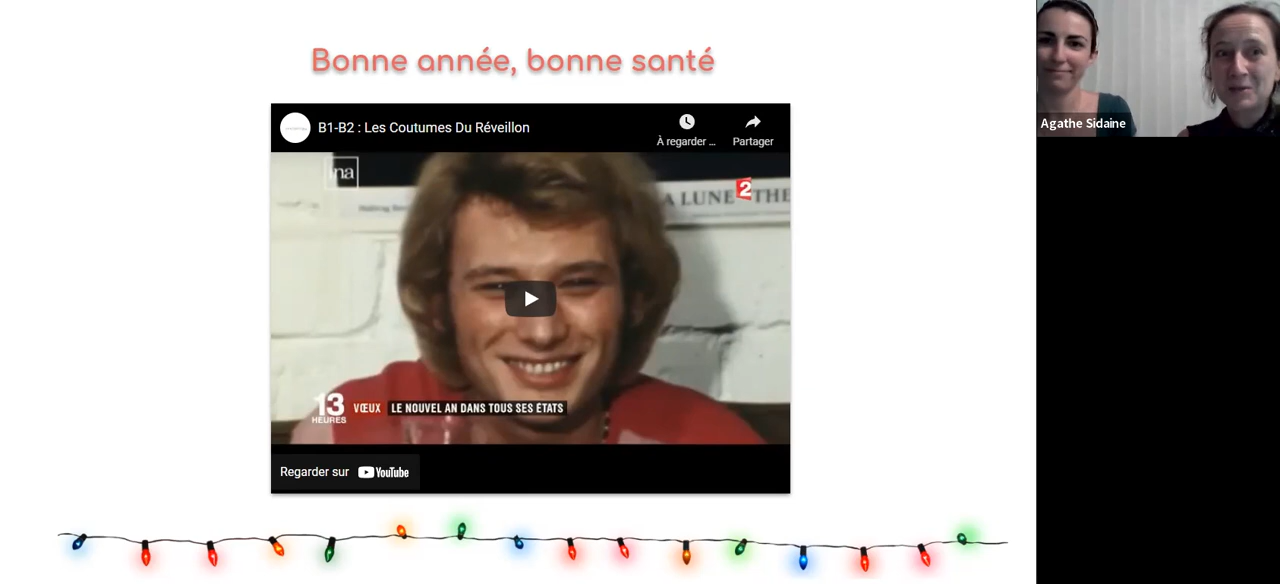 Bonne année, bonne santé
B1-B2 : Les Coutumes Du Réveillon
À regarder ...
Partager
ina
2
A LUNE
THE
13
HEURES
VŒUX
LE NOUVEL AN DANS TOUS SES ÉTATS
Regarder sur
YouTube
Agathe Sidaine